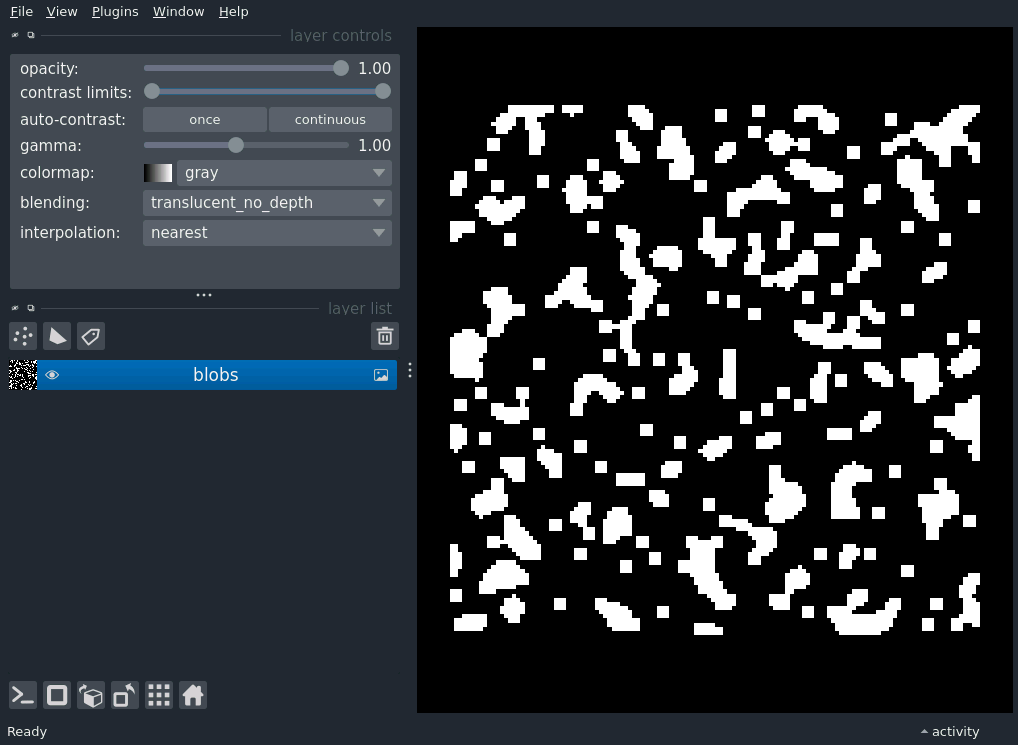 File View Plugins Window Help
layer controls
opacity: 1.00
contrast limits:
auto-contrast: once continuous
gamma: 1.00
colormap: gray
blending: translucent_no_depth
interpolation: nearest
layer list
blobs
Ready activity